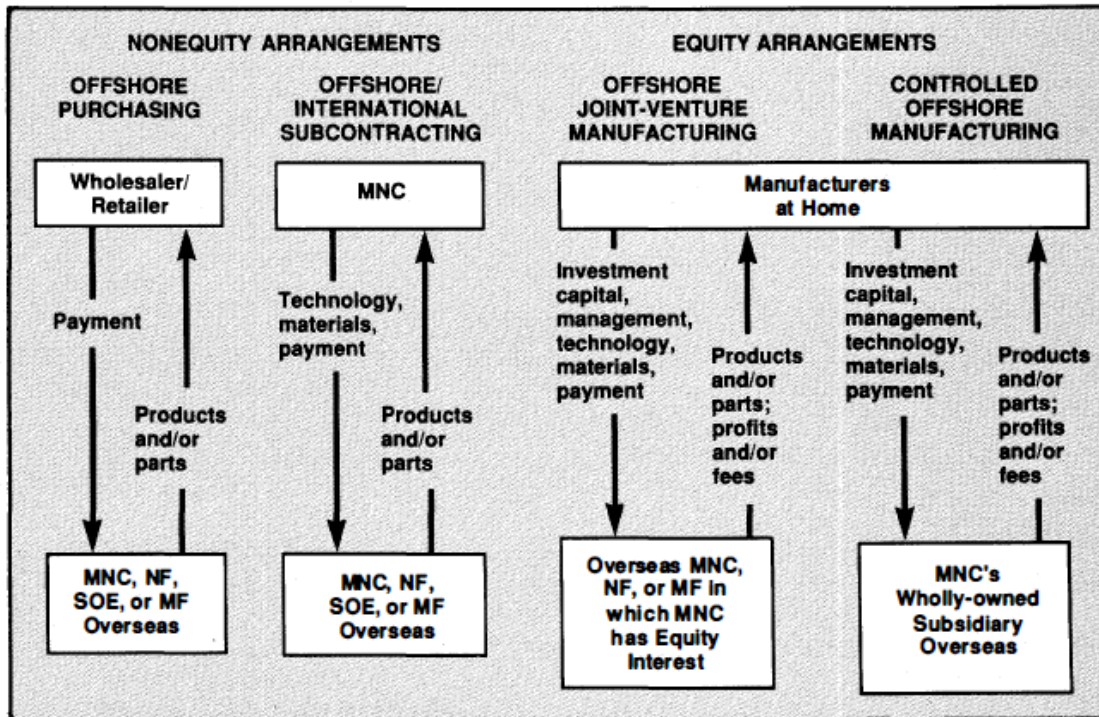 NONEQUITY ARRANGEMENTS
EQUITY ARRANGEMENTS
OFFSHORE
PURCHASING
OFFSHORE/
INTERNATIONAL
SUBCONTRACTING
OFFSHORE
JOINT-VENTURE
MANUFACTURING
CONTROLLED
OFFSHORE
MANUFACTURING
Wholesaler/
Retailer
MNC
Manufacturers
at Home
Payment
Products
and/or
parts
Technology,
materials,
payment
Products
and/or
parts
Investment
capital,
management,
technology,
materials,
payment
Products
and/or
parts;
profits
and/or
fees
Investment
capital,
management,
technology,
materials,
payment
Products
and/or
parts;
profits
and/or
fees
MNC, NF,
SOE, or MF
Overseas
MNC, NF,
SOE, or MF
Overseas
Overseas MNC,
NF, or MF in
which MNC
has Equity
Interest
MNC's
Wholly-owned
Subsidiary
Overseas